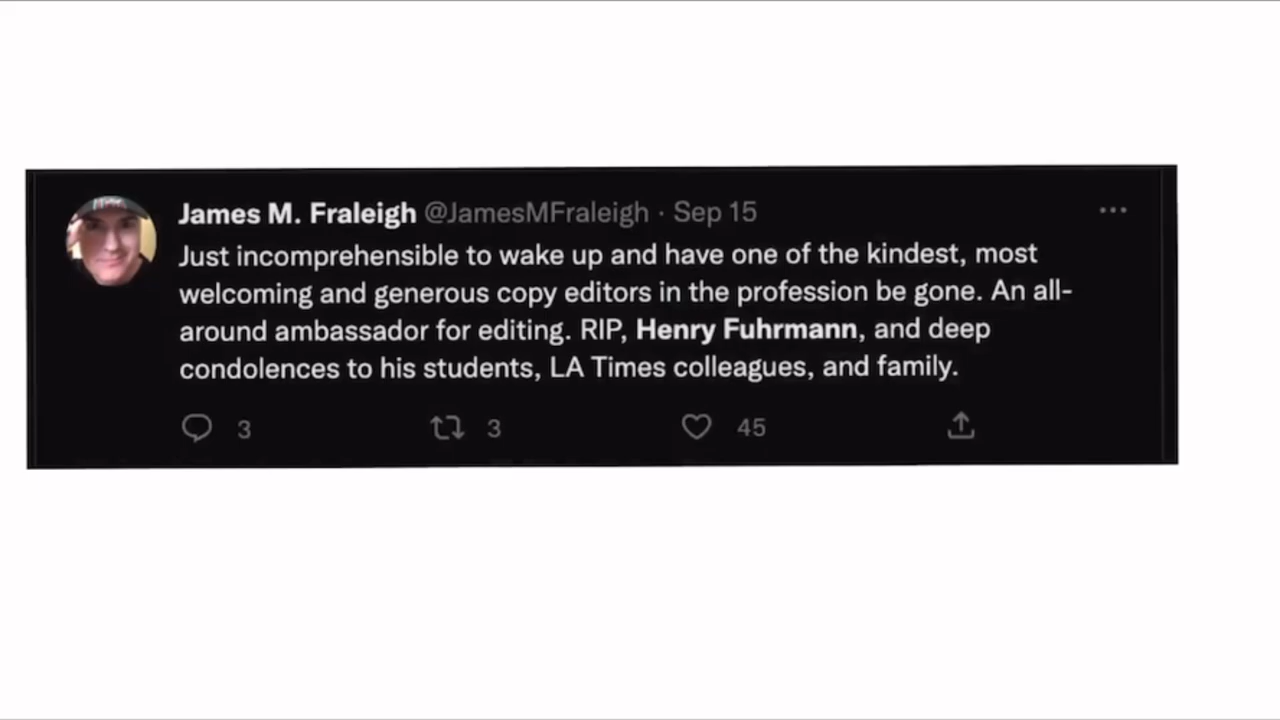 James M. Fraleigh @JamesMFraleigh · Sep 15
Just incomprehensible to wake up and have one of the kindest, most
welcoming and generous copy editors in the profession be gone. An all-
around ambassador for editing. RIP, Henry Fuhrmann, and deep
condolences to his students, LA Times colleagues, and family.
3 3 45